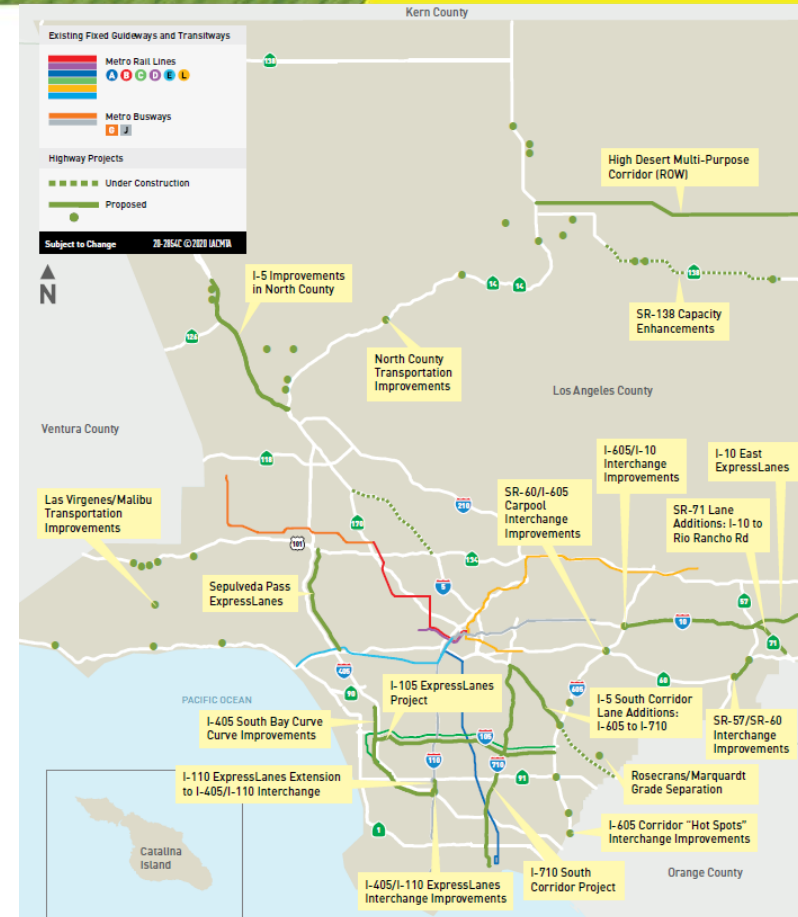 Kern County
Existing Fixed Guideways and Transitways
Metro Rail Lines
A B C D E L
Metro Busways
G J
Highway Projects
Under Construction
Proposed
Subject to Change 20-2854C ©2020 LACMTA
N
138
High Desert Multi-Purpose
Corridor (ROW)
I-5 Improvements
in North County
14
14
138
SR-138 Capacity
Enhancements
126
North County
Transportation
Improvements
Los Angeles County
Ventura County
118
I-605/I-10
Interchange
Improvements
I-10 East
ExpressLanes
Las Virgenes/Malibu
Transportation
Improvements
SR-60/I-605
Carpool
Interchange
Improvements
210
SR-71 Lane
Additions: I-10 to
Rio Rancho Rd
170
101
134
Sepulveda Pass
ExpressLanes
5
57
10
71
405
60
605
90
PACIFIC OCEAN
I-105 ExpressLanes
Project
I-405 South Bay Curve
Curve Improvements
I-5 South Corridor
Lane Additions:
I-605 to I-710
SR-57/SR-60
Interchange
Improvements
105
110
710
91
I-110 ExpressLanes Extension
to I-405/I-110 Interchange
Rosecrans/Marquardt
Grade Separation
1
I-605 Corridor "Hot Spots"
Interchange Improvements
Catalina
Island
I-405/I-110 ExpressLanes
Interchange Improvements
I-710 South
Corridor Project
Orange County